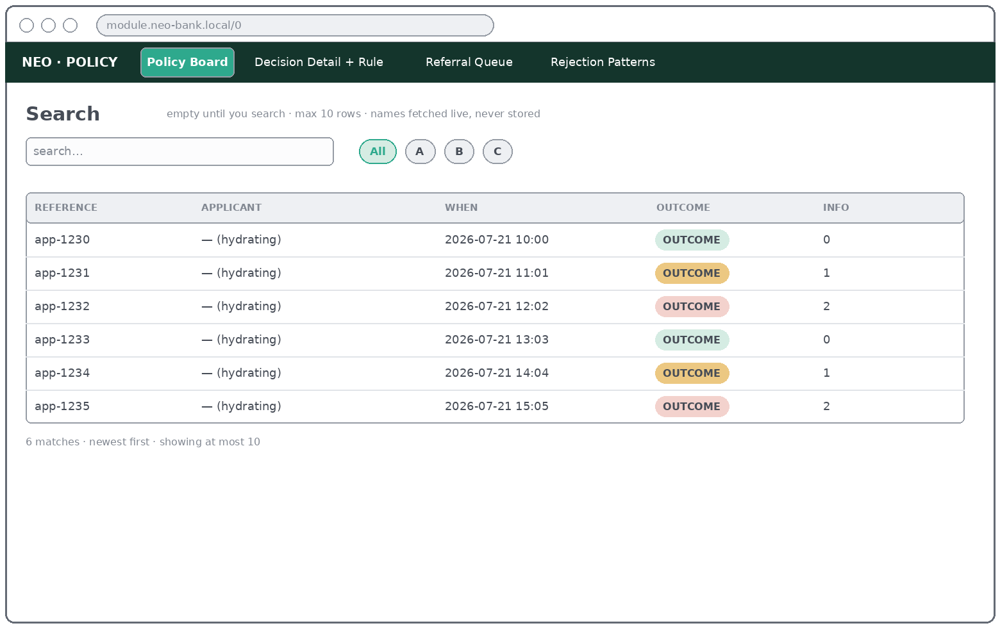 module.neo-bank.local/0
NEO · POLICY Policy Board Decision Detail + Rule Referral Queue Rejection Patterns
Search empty until you search · max 10 rows · names fetched live, never stored
search... All A B C
REFERENCE APPLICANT WHEN OUTCOME INFO
app-1230 — (hydrating) 2026-07-21 10:00 OUTCOME 0
app-1231 — (hydrating) 2026-07-21 11:01 OUTCOME 1
app-1232 — (hydrating) 2026-07-21 12:02 OUTCOME 2
app-1233 — (hydrating) 2026-07-21 13:03 OUTCOME 0
app-1234 — (hydrating) 2026-07-21 14:04 OUTCOME 1
app-1235 — (hydrating) 2026-07-21 15:05 OUTCOME 2
6 matches · newest first · showing at most 10